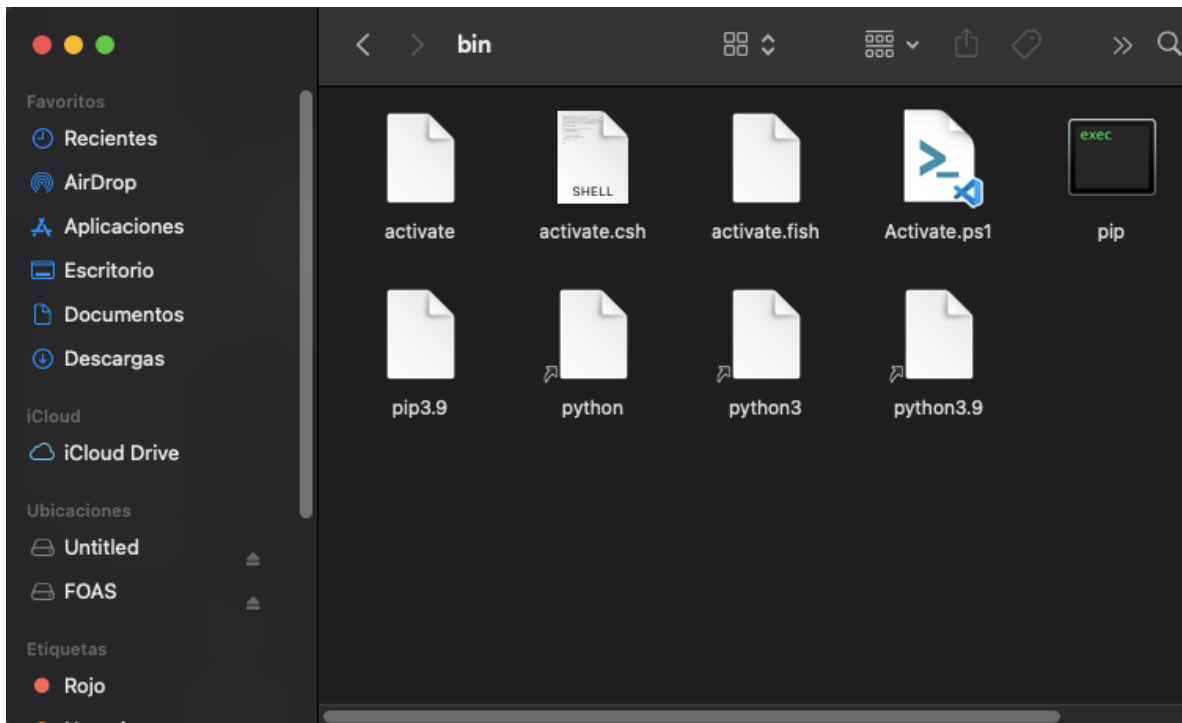 bin
Favoritos
Recientes
AirDrop
Aplicaciones
Escritorio
Documentos
Descargas
iCloud
iCloud Drive
Ubicaciones
Untitled
FOAS
Etiquetas
Rojo
SHELL
exec
activate
activate.csh
activate.fish
Activate.ps1
pip
pip3.9
python
python3
python3.9